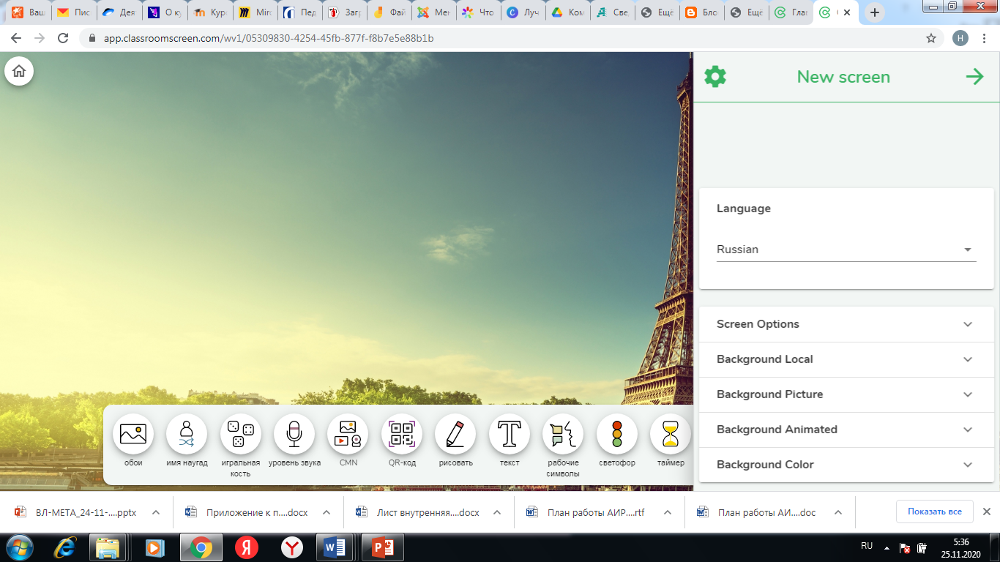 Ваш
Пис
Дея
О ку
Курс
Mirc
Пед
Загр
Фай
Мен
Что
Луч
Ком
Све
Ещё
Бло
Ещё
Глав
app.classroomscreen.com/wv1/05309830-4254-45fb-877f-f8b7e5e88b1b
Н
New screen
Language
Russian
Screen Options
Background Local
Background Picture
Background Animated
Background Color
обои
имя наугад
игральная
кость
уровень звука
CMN
QR-код
рисовать
текст
рабочие
символы
светофор
таймер
ВЛ-МЕТА_24-11-....pptx
Приложение к п....docx
Лист внутренняя....docx
План работы АИР....rtf
План работы АИ....doc
Показать все
RU
5:36
25.11.2020